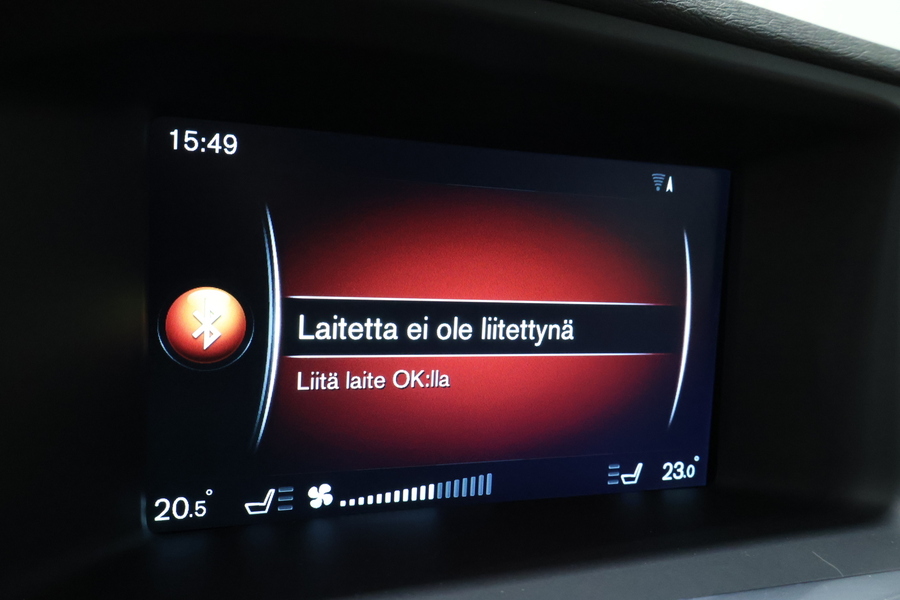 15:49
Laitetta ei ole liitettynä
Liitä laite OK:lla
20.5° 23.0°